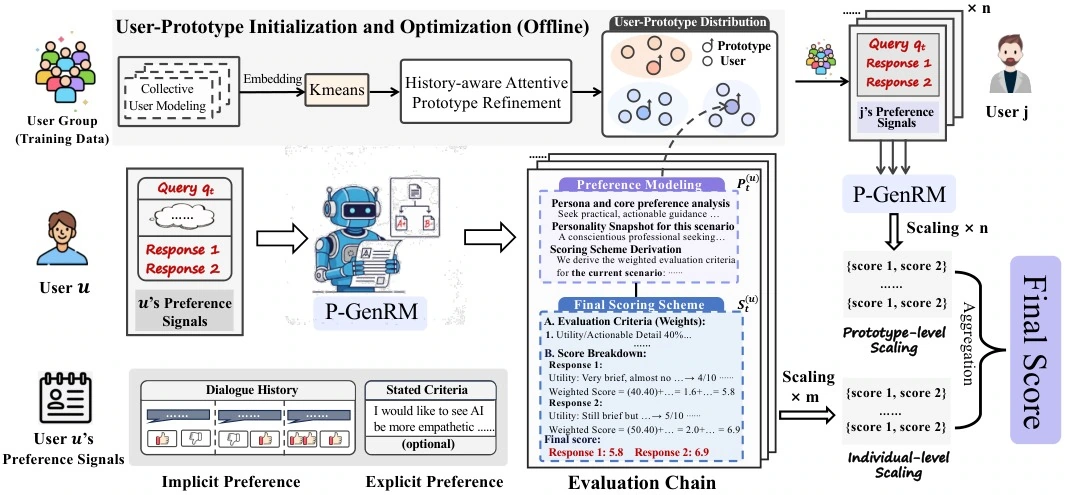 User-Prototype Initialization and Optimization (Offline)
User Group
(Training Data)
Collective
User Modeling
Embedding
Kmeans
History-aware Attentive
Prototype Refinement
User-Prototype Distribution
Prototype
User
......
× n
Query qₜ
Response 1
Response 2
j's Preference
Signals
User j
P-GenRM
Scaling × n
{score 1, score 2}
......
{score 1, score 2}
Prototype-level
Scaling
Aggregation
Final Score
User u
Query qₜ
......
Response 1
Response 2
u's Preference
Signals
A+
B-
P-GenRM
......
Preference Modeling
Pₜ⁽ᵘ⁾
Persona and core preference analysis
Seek practical, actionable guidance …
Personality Snapshot for this scenario
A conscientious professional seeking…
Scoring Scheme Derivation
We derive the weighted evaluation criteria
for the current scenario: ......
Final Scoring Scheme
Sₜ⁽ᵘ⁾
A. Evaluation Criteria (Weights):
1. Utility/Actionable Detail 40%...
......
B. Score Breakdown:
Response 1:
Utility: Very brief, almost no …→ 4/10 ......
Weighted Score = (40.40)+… = 1.6+…= 5.8
Response 2:
Utility: Still brief but …→ 5/10 ......
Weighted Score = (50.40)+… = 2.0+…= 6.9
Final score:
Response 1: 5.8 Response 2: 6.9
Evaluation Chain
Scaling
× m
{score 1, score 2}
......
{score 1, score 2}
Individual-level
Scaling
User u's
Preference Signals
Dialogue History
......
......
......
Stated Criteria
I would like to see AI
be more empathetic ......
(optional)
Implicit Preference
Explicit Preference